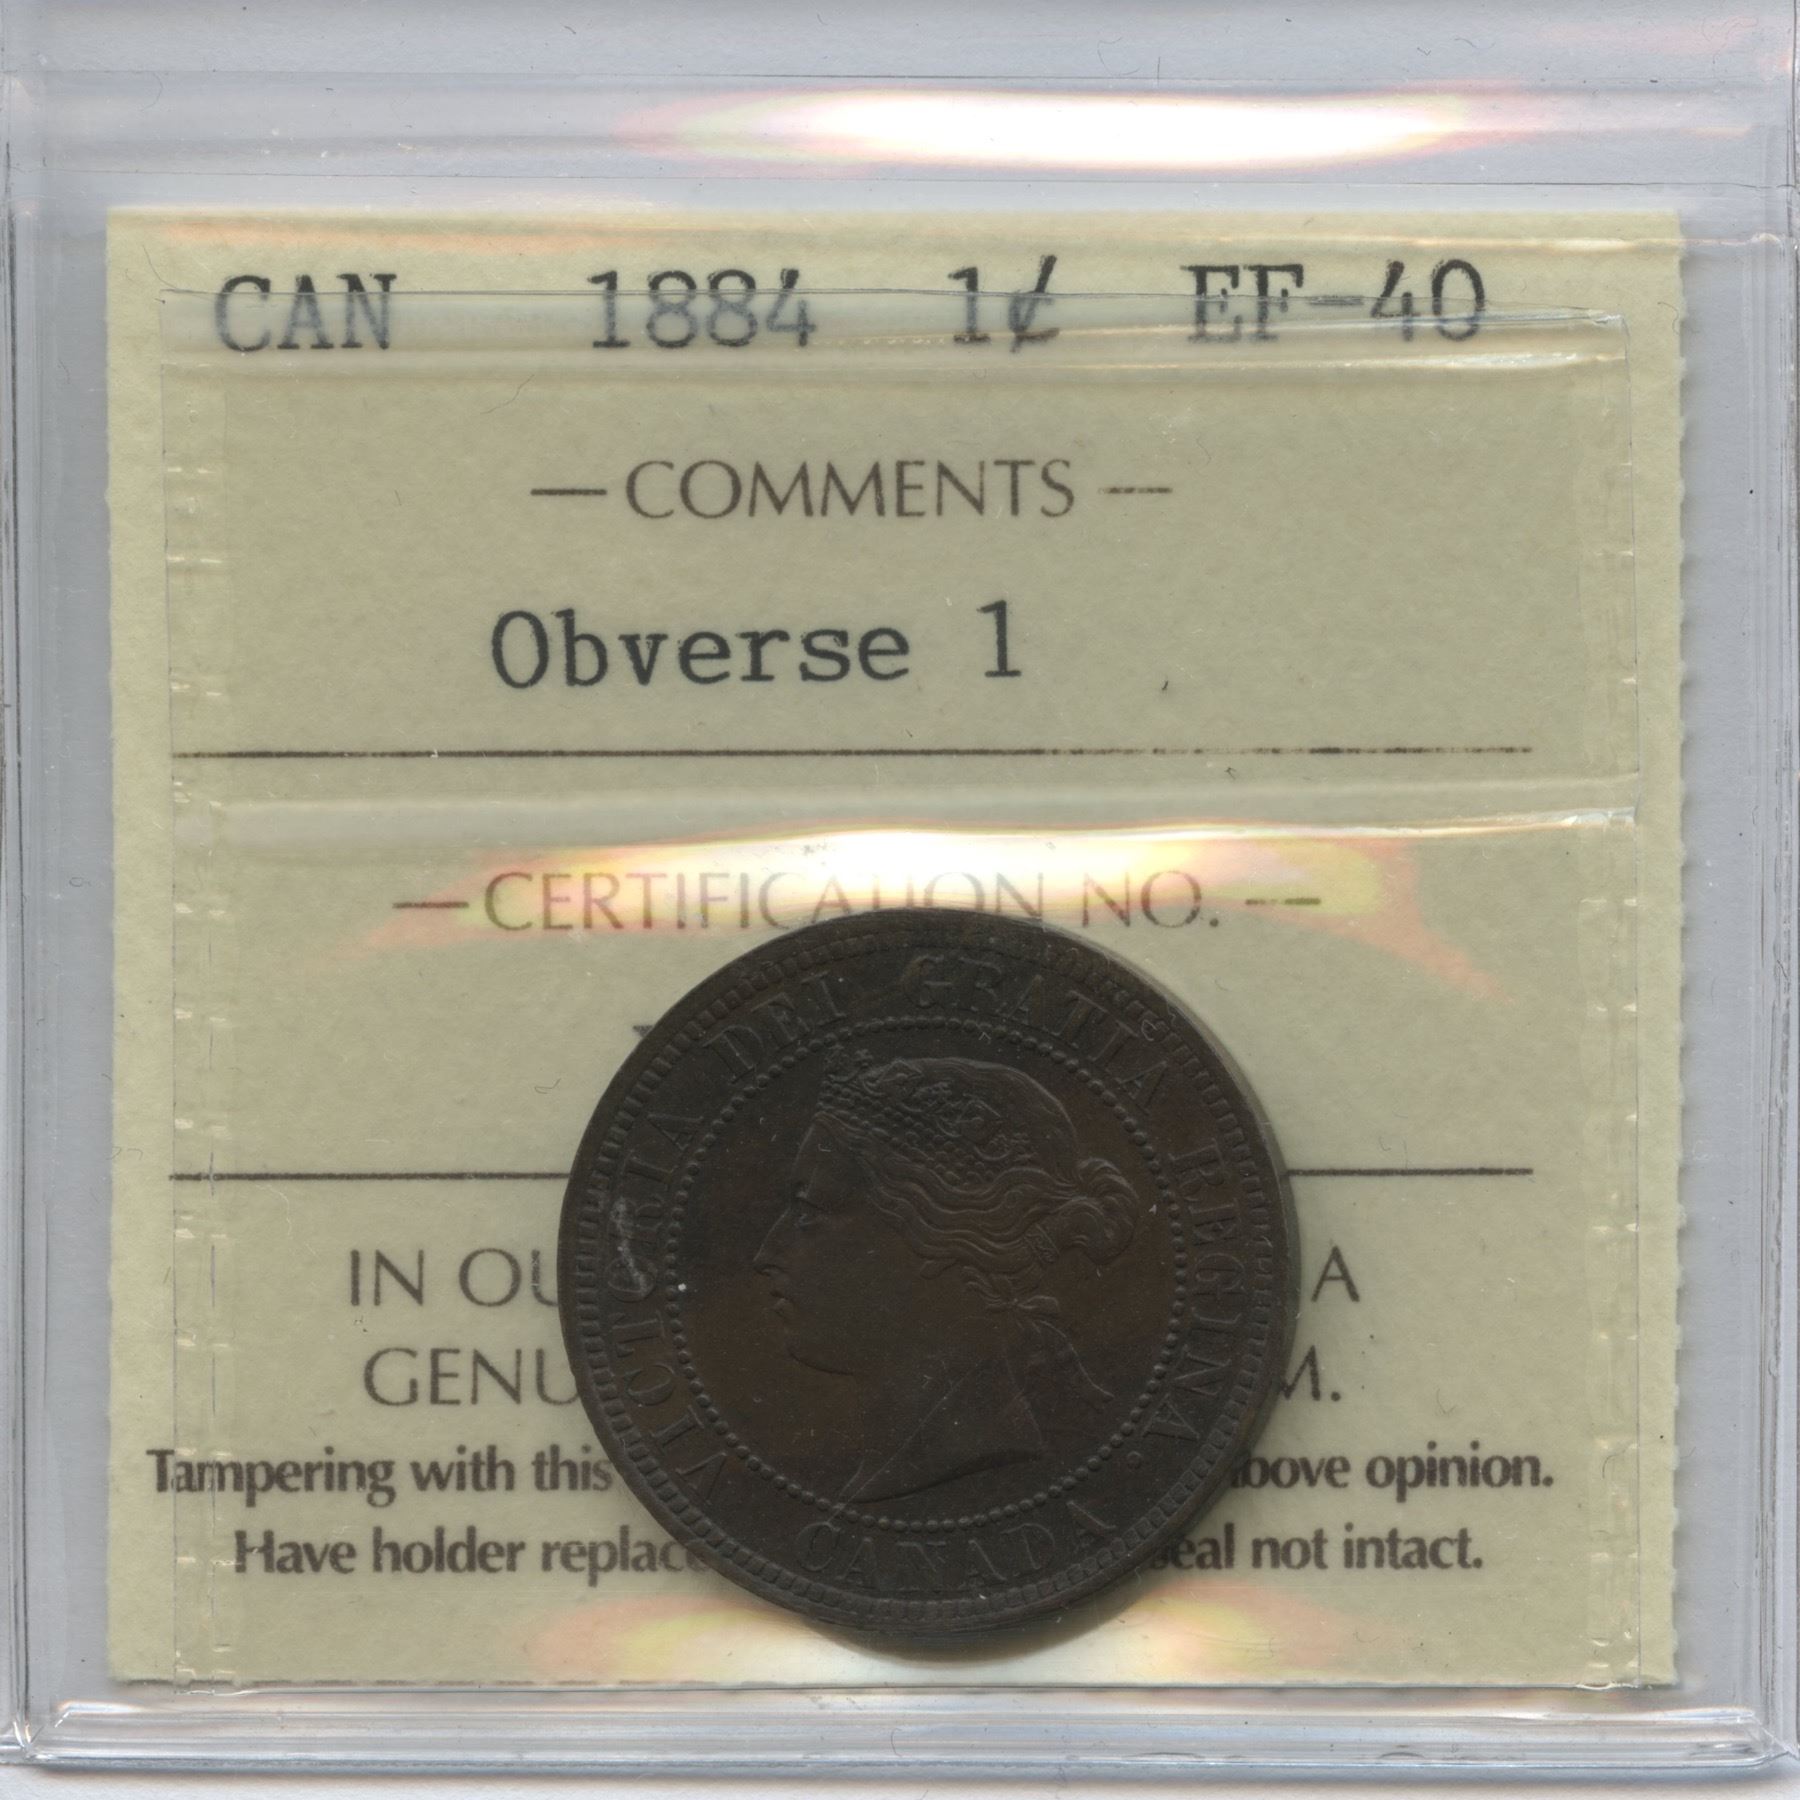 CAN 1884 1¢ EF-40
— COMMENTS —
Obverse 1
— CERTIFICATION NO. —
VICTORIA DEI GRATIA REGINA.
CANADA
IN A
GENU M.
Tampering with this above opinion.
Have holder replac seal not intact.